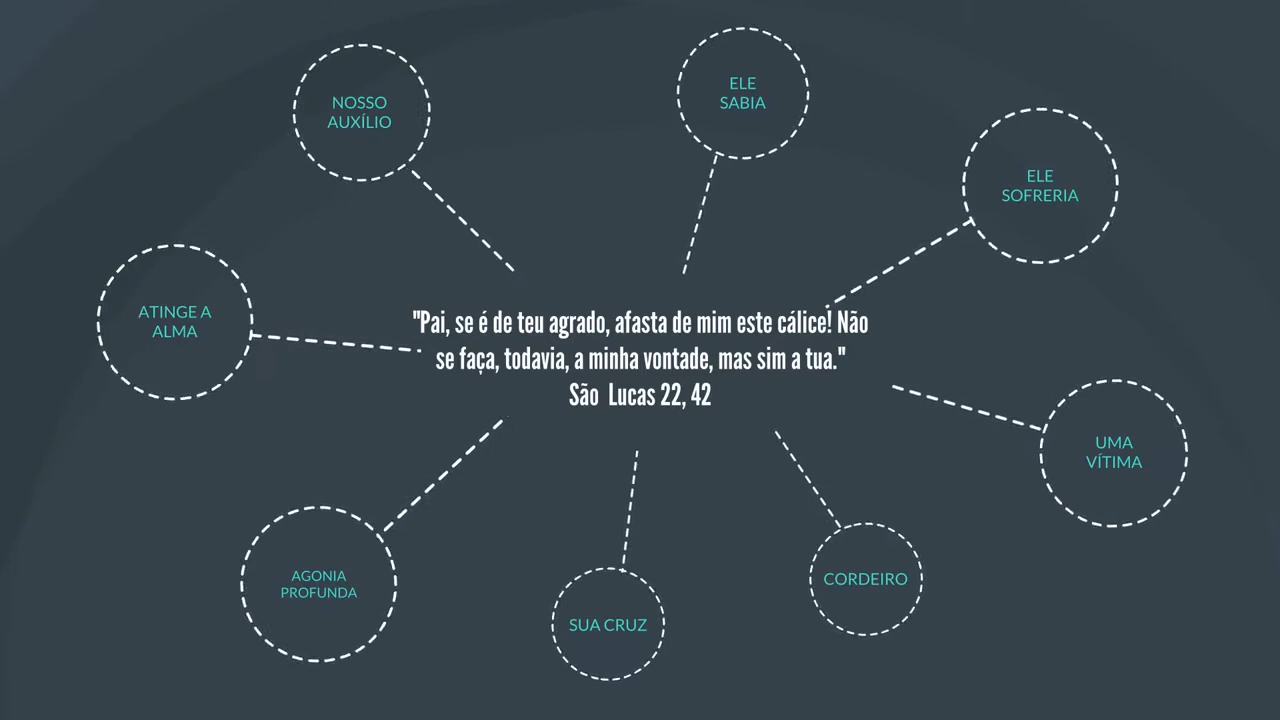 NOSSO
AUXÍLIO
ELE
SABIA
ELE
SOFRERIA
ATINGE A
ALMA
"Pai, se é de teu agrado, afasta de mim este cálice! Não
se faça, todavia, a minha vontade, mas sim a tua."
São Lucas 22, 42
UMA
VÍTIMA
AGONIA
PROFUNDA
SUA CRUZ
CORDEIRO